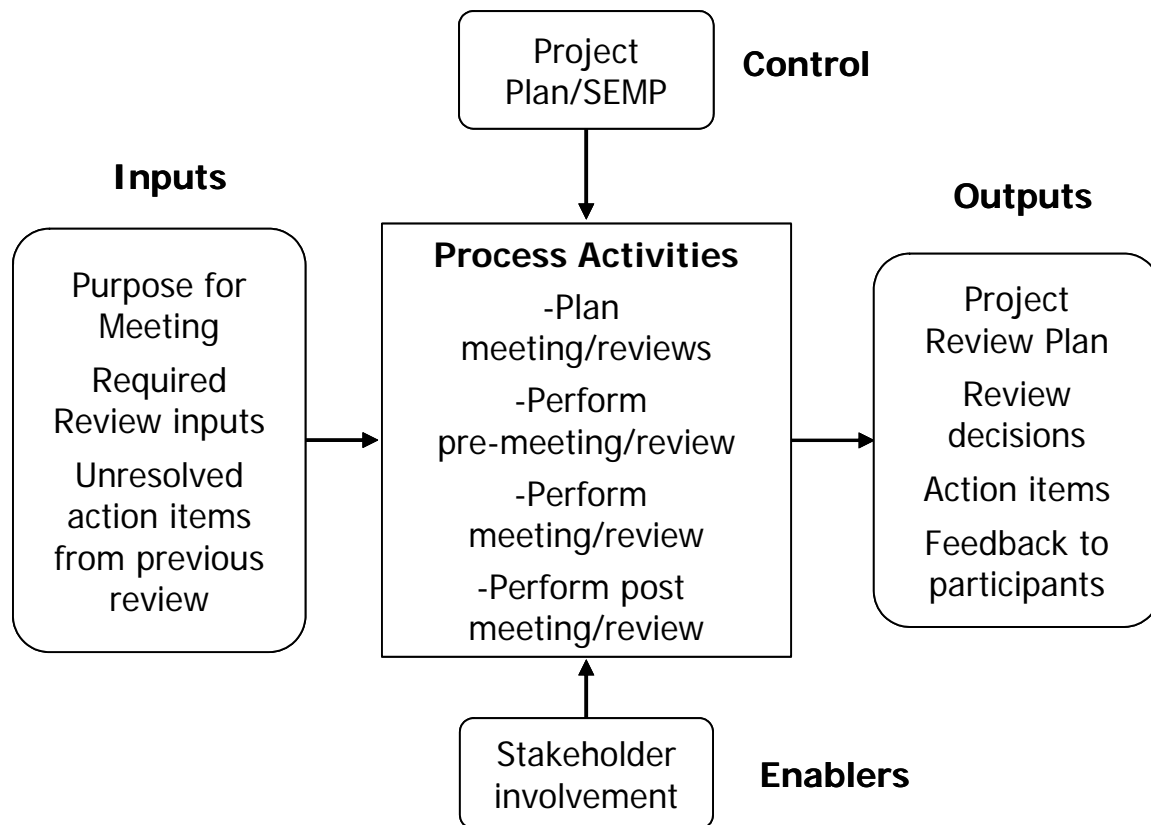 Project
Plan/SEMP
Control
Inputs
Purpose for
Meeting
Required
Review inputs
Unresolved
action items
from previous
review
Process Activities
-Plan
meeting/reviews
-Perform
pre-meeting/review
-Perform
meeting/review
-Perform post
meeting/review
Outputs
Project
Review Plan
Review
decisions
Action items
Feedback to
participants
Stakeholder
involvement
Enablers